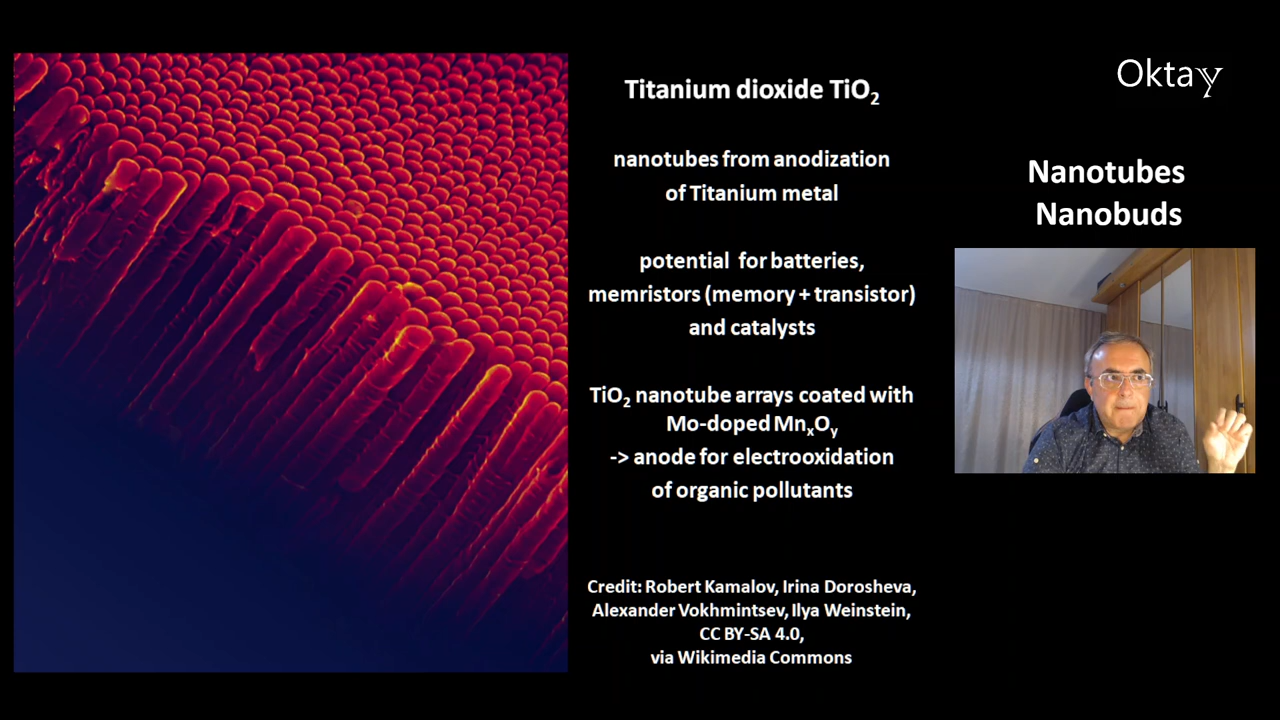 Titanium dioxide TiO₂
nanotubes from anodization
of Titanium metal
potential for batteries,
memristors (memory + transistor)
and catalysts
TiO₂ nanotube arrays coated with
Mo-doped MnₓOᵧ
-> anode for electrooxidation
of organic pollutants
Credit: Robert Kamalov, Irina Dorosheva,
Alexander Vokhmintsev, Ilya Weinstein,
CC BY-SA 4.0,
via Wikimedia Commons
Oktay
Nanotubes
Nanobuds